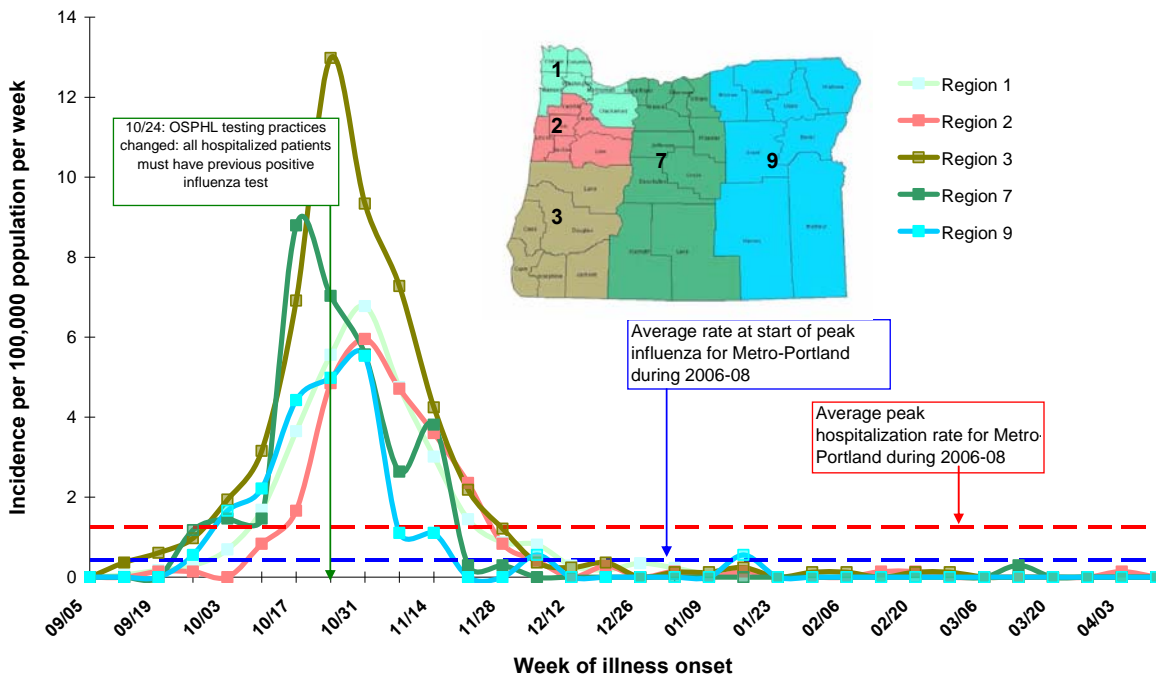 14
12
10
8
6
4
2
0
Incidence per 100,000 population per week
10/24: OSPHL testing practices
changed: all hospitalized patients
must have previous positive
influenza test
1
2
3
7
9
Lane
Douglas
Region 1
Region 2
Region 3
Region 7
Region 9
Average rate at start of peak
influenza for Metro-Portland
during 2006-08
Average peak
hospitalization rate for Metro-
Portland during 2006-08
09/05
09/19
10/03
10/17
10/31
11/14
11/28
12/12
12/26
01/09
01/23
02/06
02/20
03/06
03/20
04/03
Week of illness onset